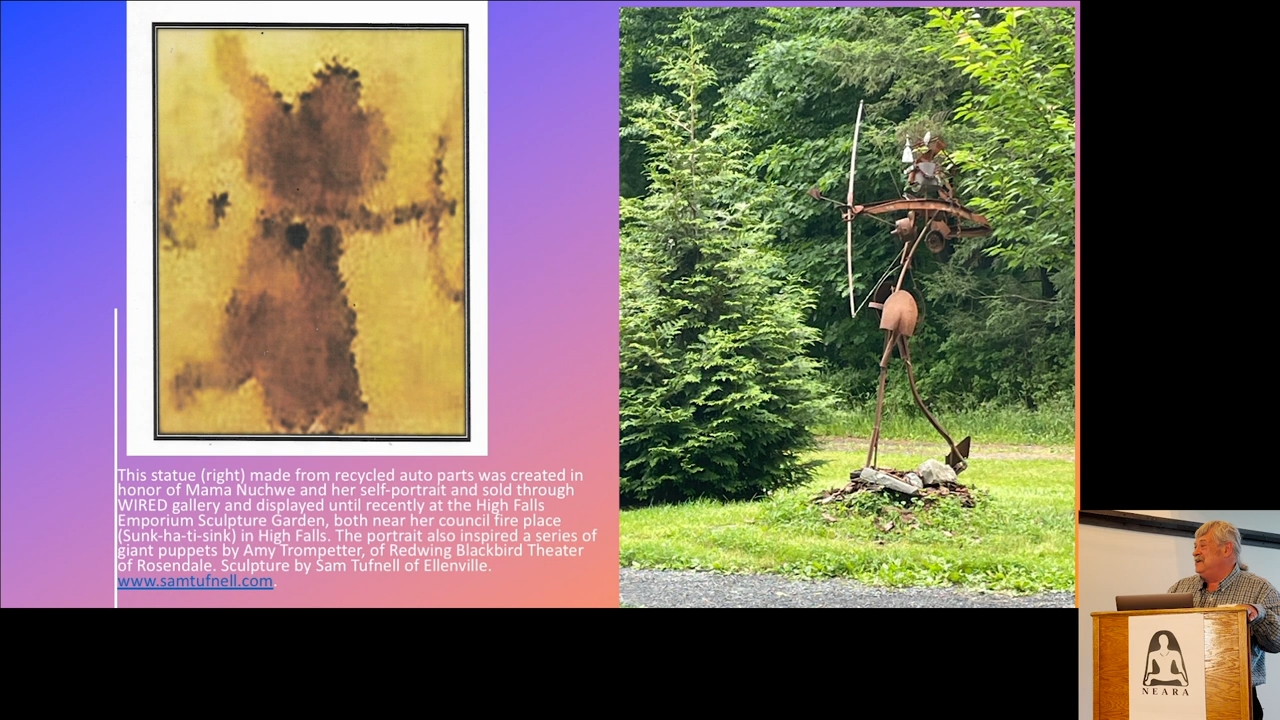 This statue (right) made from recycled auto parts was created in
honor of Mama Nuchwe and her self-portrait and sold through
WIRED gallery and displayed until recently at the High Falls
Emporium Sculpture Garden, both near her council fire place
(Sunk-ha-ti-sink) in High Falls. The portrait also inspired a series of
giant puppets by Amy Trompetter, of Redwing Blackbird Theater
of Rosendale. Sculpture by Sam Tufnell of Ellenville.
www.samtufnell.com.
NEARA